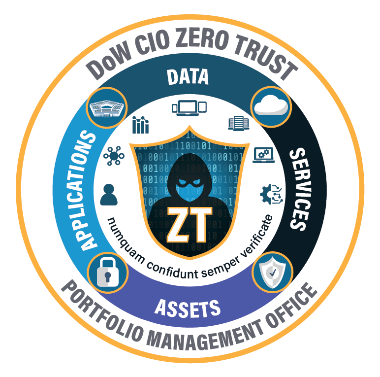 DoW CIO ZERO TRUST
DATA
APPLICATIONS
SERVICES
ZT
numquam confidunt semper verificate
ASSETS
PORTFOLIO MANAGEMENT OFFICE